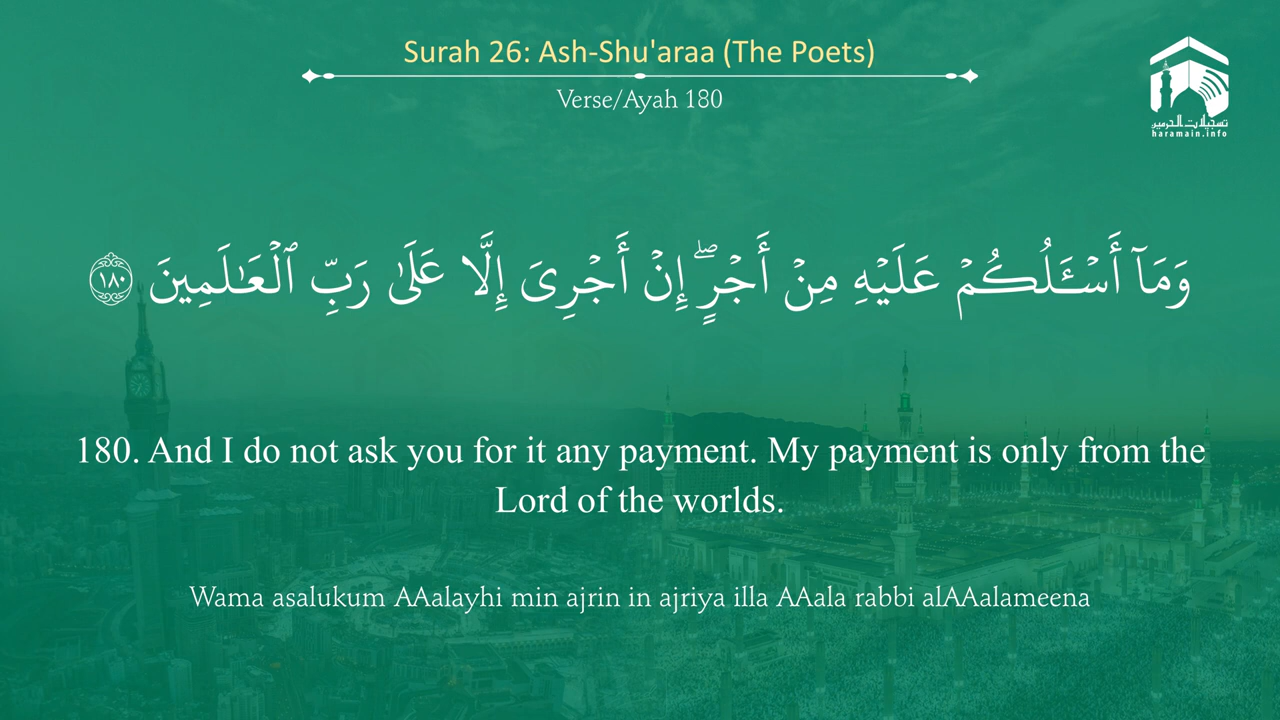 Surah 26: Ash-Shu'araa (The Poets)
Verse/Ayah 180
تسجيلات الحرمين
haramain.info
وَمَآ أَسْـَٔلُكُمْ عَلَيْهِ مِنْ أَجْرٍ ۖ إِنْ أَجْرِىَ إِلَّا عَلَىٰ رَبِّ ٱلْعَـٰلَمِينَ ١٨٠
180. And I do not ask you for it any payment. My payment is only from the
Lord of the worlds.
Wama asalukum AAalayhi min ajrin in ajriya illa AAala rabbi alAAalameena